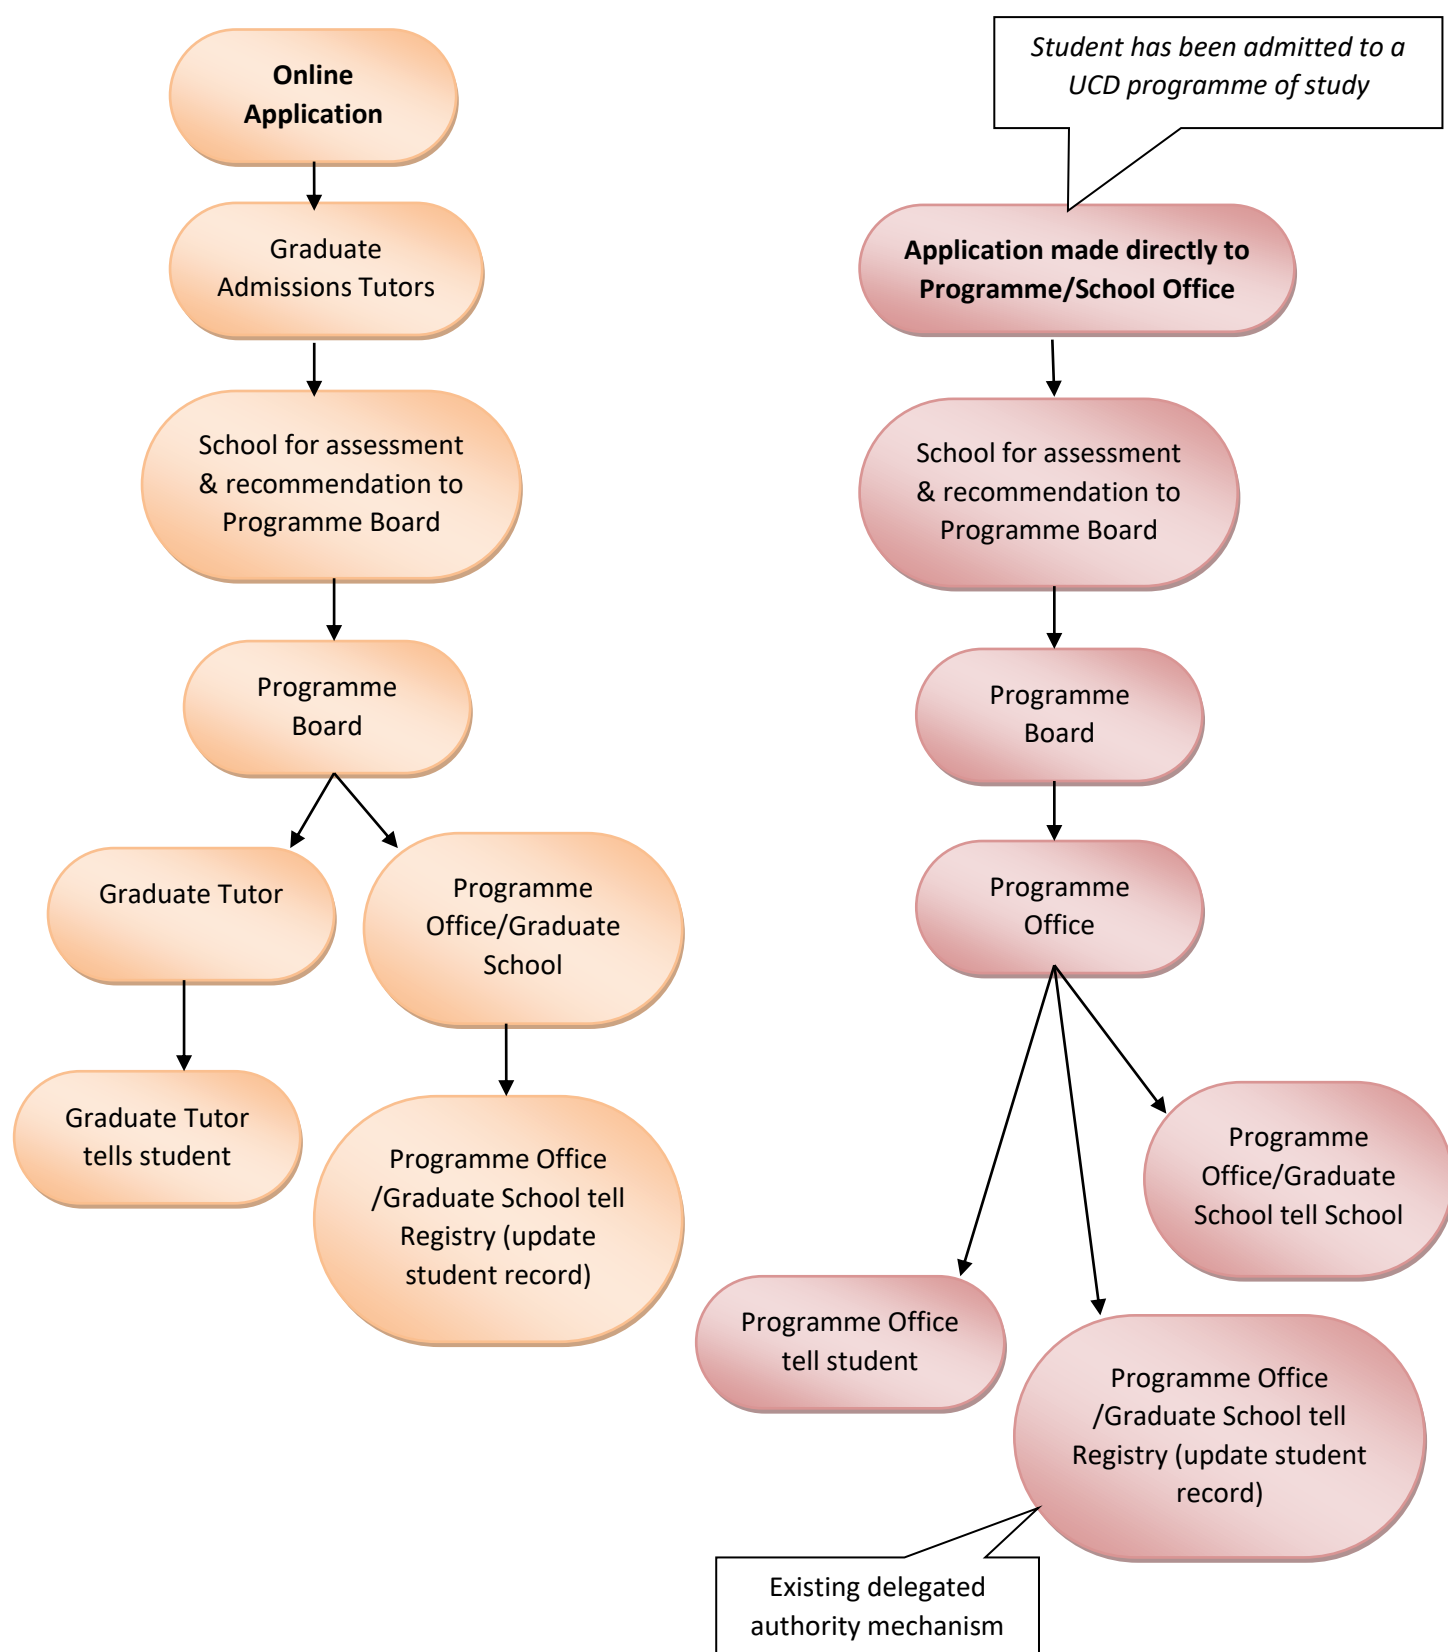 Online
Application
Graduate
Admissions Tutors
School for assessment
& recommendation to
Programme Board
Programme
Board
Graduate Tutor
Programme
Office/Graduate
School
Graduate Tutor
tells student
Programme Office
/Graduate School tell
Registry (update
student record)
Student has been admitted to a
UCD programme of study
Application made directly to
Programme/School Office
School for assessment
& recommendation to
Programme Board
Programme
Board
Programme
Office
Programme
Office/Graduate
School tell School
Programme Office
tell student
Programme Office
/Graduate School tell
Registry (update student
record)
Existing delegated
authority mechanism